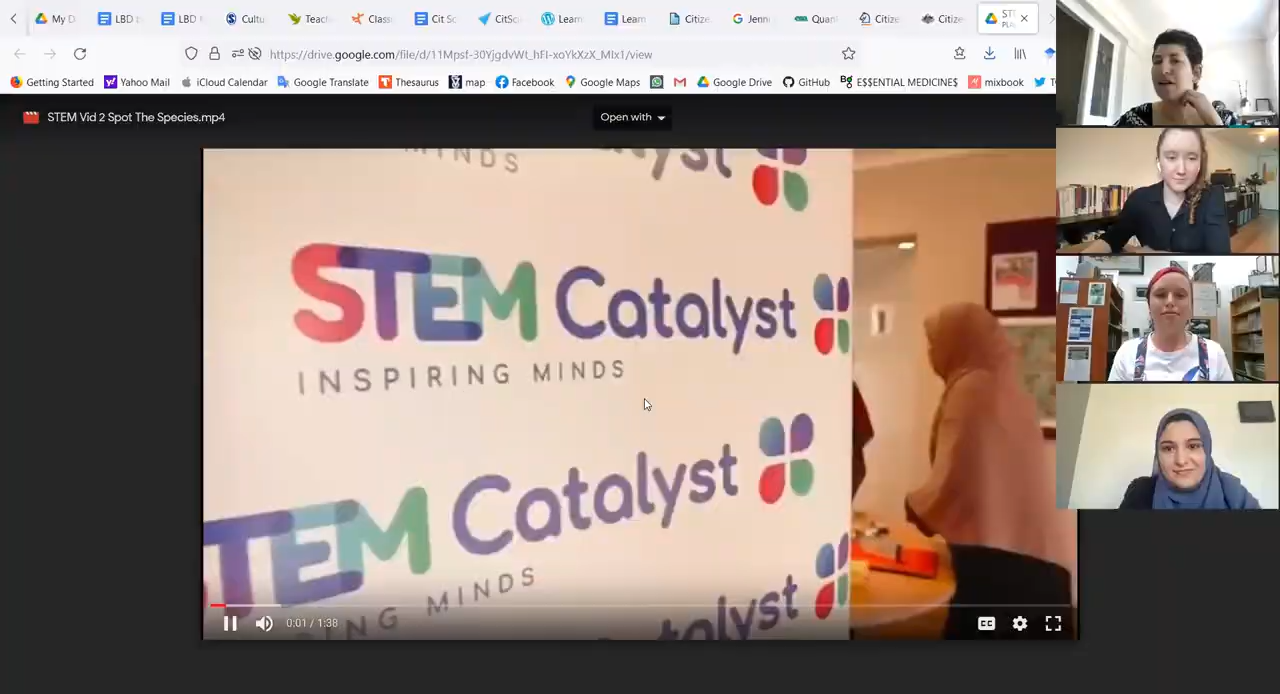 My D
LBD t
LBD N
Cultu
Teac
Class
Cit Sc
CitSci
Learn
Learn
Citize
Jenn
Quan
Citize
Citize
ST
https://drive.google.com/file/d/11Mpsf-30YjgdvWt_hFI-xoYkXzX_MIx1/view
Getting Started
Yahoo Mail
iCloud Calendar
Google Translate
Thesaurus
Facebook
Google Maps
Google Drive
GitHub
E$$ENTIAL MEDICINE$
mixbook
STEM Vid 2 Spot The Species.mp4
Open with
MINDS
STEM Catalyst
INSPIRING MINDS
STEM Catalyst
MINDS
0:01 / 1:38
CC